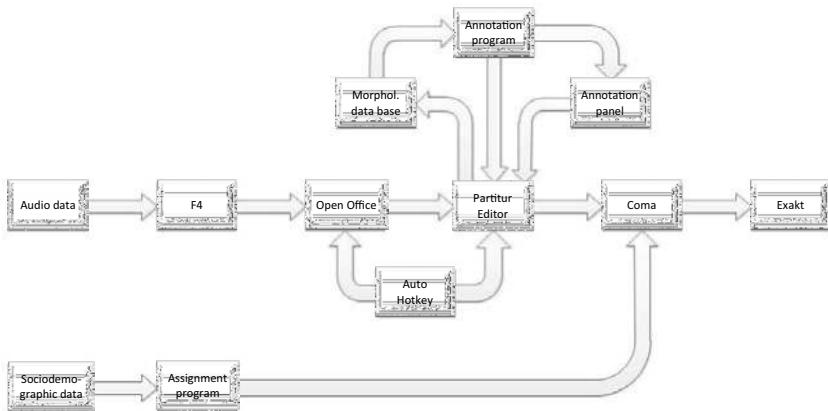 Annotation
program
Morphol.
data base
Annotation
panel
Audio data
F4
Open Office
Partitur
Editor
Coma
Exakt
Auto
Hotkey
Sociodemo-
graphic data
Assignment
program